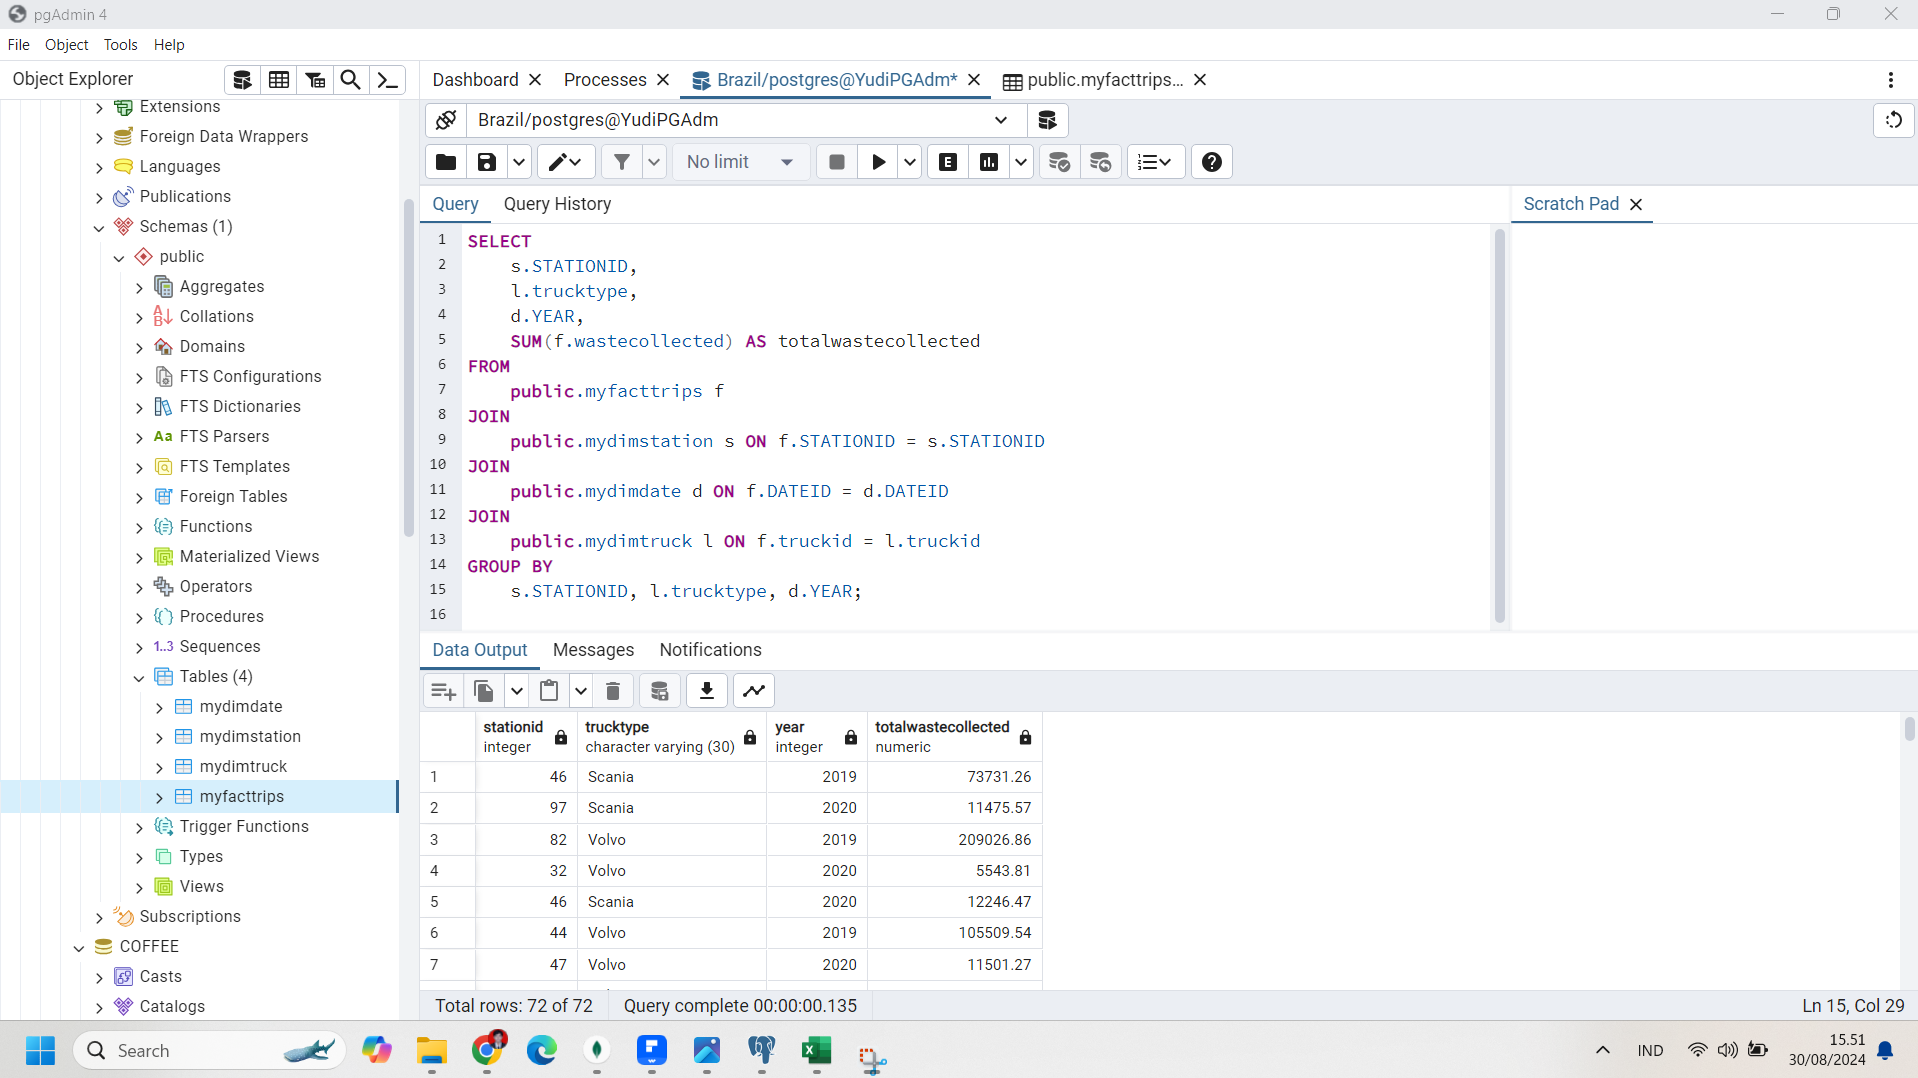 pgAdmin 4
File Object Tools Help
Object Explorer
Extensions
Foreign Data Wrappers
Languages
Publications
Schemas (1)
public
Aggregates
Collations
Domains
FTS Configurations
FTS Dictionaries
Aa FTS Parsers
FTS Templates
Foreign Tables
Functions
Materialized Views
Operators
Procedures
1..3 Sequences
Tables (4)
mydimdate
mydimstation
mydimtruck
myfacttrips
Trigger Functions
Types
Views
Subscriptions
COFFEE
Casts
Catalogs
Dashboard Processes Brazil/postgres@YudiPGAdm* public.myfacttrips...
Brazil/postgres@YudiPGAdm
No limit E
Query Query History
Scratch Pad
1 SELECT
2 s.STATIONID,
3 l.trucktype,
4 d.YEAR,
5 SUM(f.wastecollected) AS totalwastecollected
6 FROM
7 public.myfacttrips f
8 JOIN
9 public.mydimstation s ON f.STATIONID = s.STATIONID
10 JOIN
11 public.mydimdate d ON f.DATEID = d.DATEID
12 JOIN
13 public.mydimtruck l ON f.truckid = l.truckid
14 GROUP BY
15 s.STATIONID, l.trucktype, d.YEAR;
16
Data Output Messages Notifications
stationid trucktype year totalwastecollected
integer character varying (30) integer numeric
1 46 Scania 2019 73731.26
2 97 Scania 2020 11475.57
3 82 Volvo 2019 209026.86
4 32 Volvo 2020 5543.81
5 46 Scania 2020 12246.47
6 44 Volvo 2019 105509.54
7 47 Volvo 2020 11501.27
Total rows: 72 of 72 Query complete 00:00:00.135 Ln 15, Col 29
Search
IND
15.51
30/08/2024